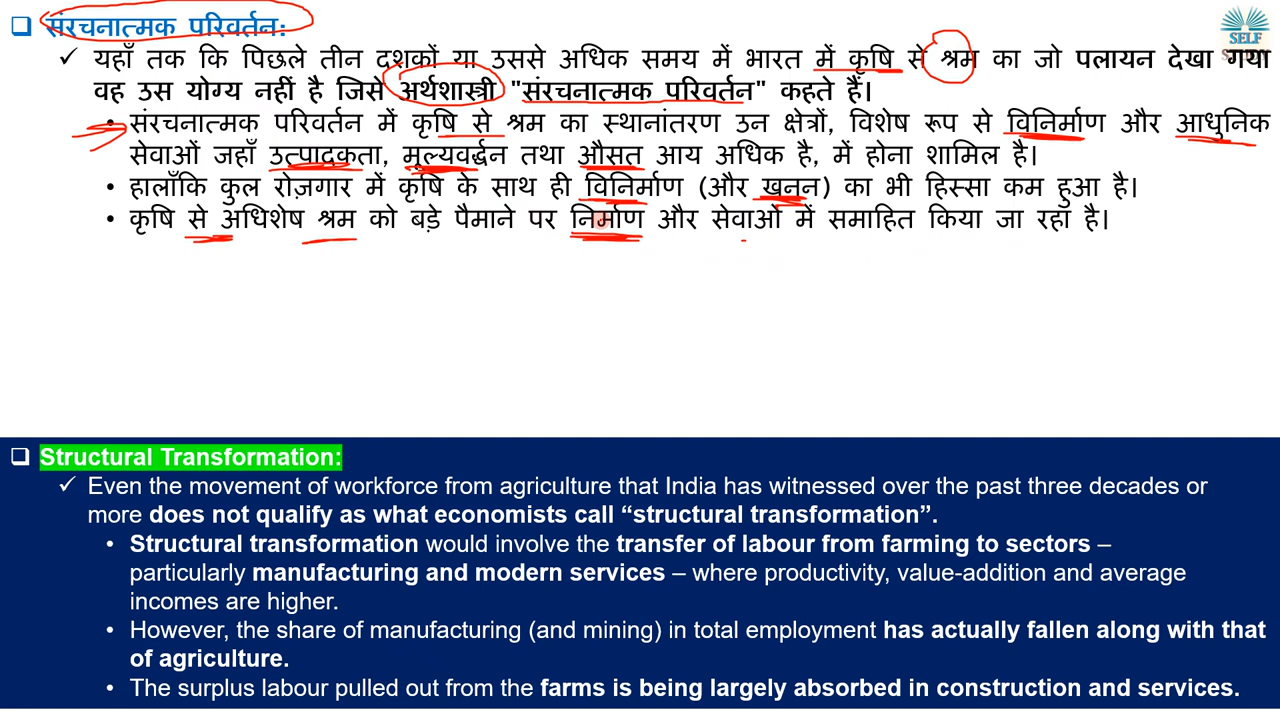 ❑ संरचनात्मक परिवर्तन:
SELF
STUDY
✓ यहाँ तक कि पिछले तीन दशकों या उससे अधिक समय में भारत में कृषि से श्रम का जो पलायन देखा गया
वह उस योग्य नहीं है जिसे अर्थशास्त्री "संरचनात्मक परिवर्तन" कहते हैं।
• संरचनात्मक परिवर्तन में कृषि से श्रम का स्थानांतरण उन क्षेत्रों, विशेष रूप से विनिर्माण और आधुनिक
सेवाओं जहाँ उत्पादकता, मूल्यवर्द्धन तथा औसत आय अधिक है, में होना शामिल है।
• हालाँकि कुल रोज़गार में कृषि के साथ ही विनिर्माण (और खनन) का भी हिस्सा कम हुआ है।
• कृषि से अधिशेष श्रम को बड़े पैमाने पर निर्माण और सेवाओं में समाहित किया जा रहा है।
❑ Structural Transformation:
✓ Even the movement of workforce from agriculture that India has witnessed over the past three decades or
more does not qualify as what economists call “structural transformation”.
• Structural transformation would involve the transfer of labour from farming to sectors –
particularly manufacturing and modern services – where productivity, value-addition and average
incomes are higher.
• However, the share of manufacturing (and mining) in total employment has actually fallen along with that
of agriculture.
• The surplus labour pulled out from the farms is being largely absorbed in construction and services.